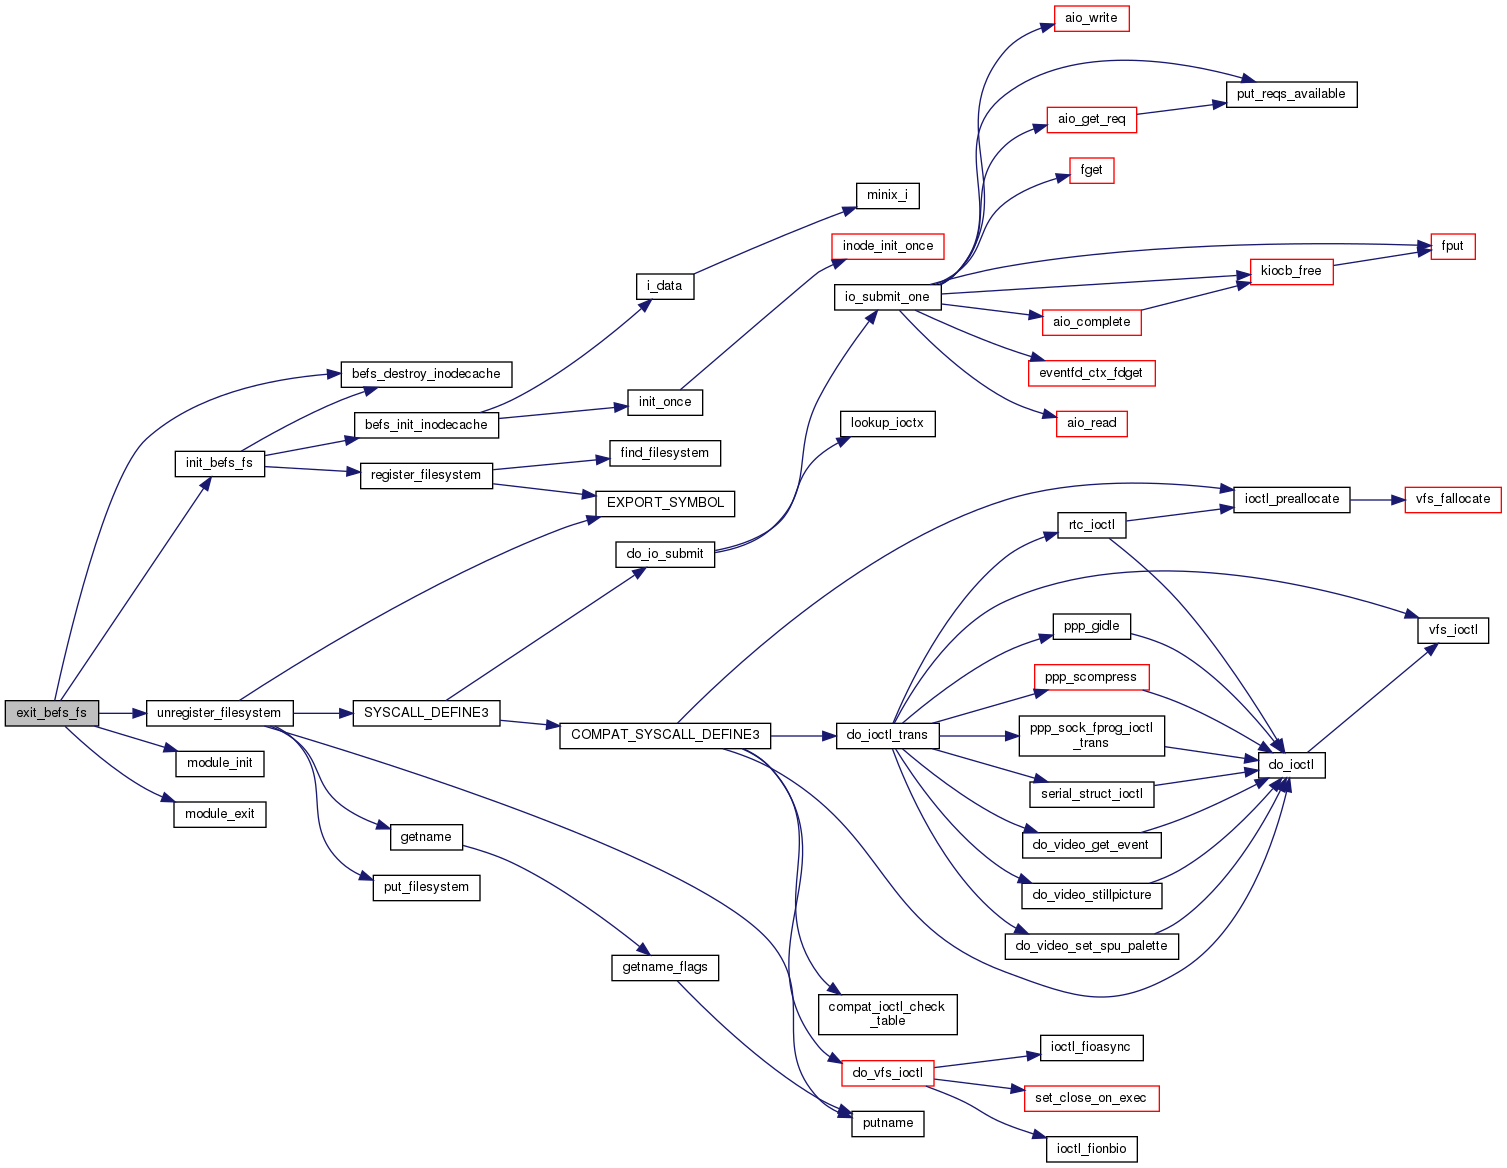 aio_write
put_reqs_available
aio_get_req
fget
minix_i
inode_init_once
fput
kiocb_free
i_data
io_submit_one
aio_complete
befs_destroy_inodecache
eventfd_ctx_fdget
init_once
befs_init_inodecache
lookup_ioctx
aio_read
find_filesystem
init_befs_fs
register_filesystem
EXPORT_SYMBOL
ioctl_preallocate
vfs_fallocate
rtc_ioctl
do_io_submit
ppp_gidle
vfs_ioctl
ppp_scompress
exit_befs_fs
unregister_filesystem
SYSCALL_DEFINE3
COMPAT_SYSCALL_DEFINE3
do_ioctl_trans
ppp_sock_fprog_ioctl
_trans
module_init
do_ioctl
serial_struct_ioctl
module_exit
getname
do_video_get_event
put_filesystem
do_video_stillpicture
do_video_set_spu_palette
getname_flags
compat_ioctl_check
_table
ioctl_fioasync
do_vfs_ioctl
set_close_on_exec
putname
ioctl_fionbio